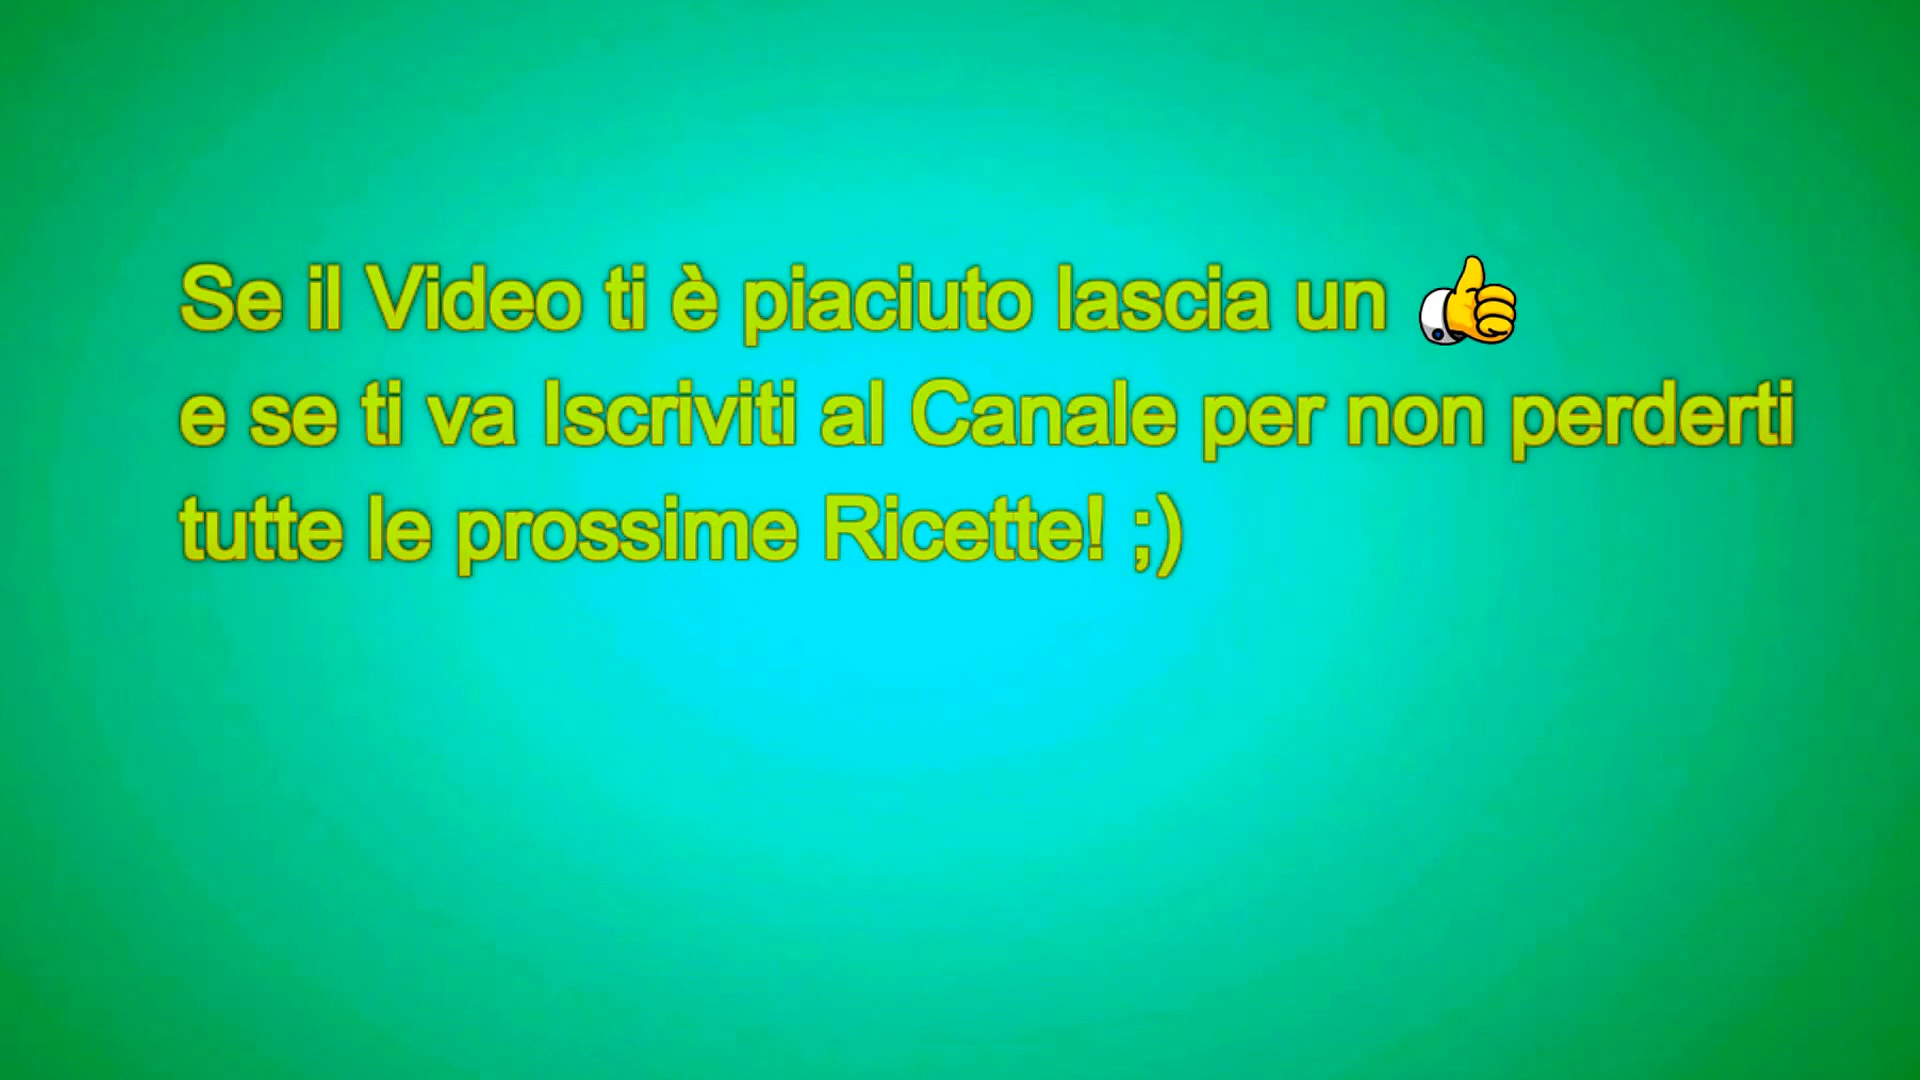 Se il Video ti è piaciuto lascia un 👍
e se ti va Iscriviti al Canale per non perderti
tutte le prossime Ricette! ;)